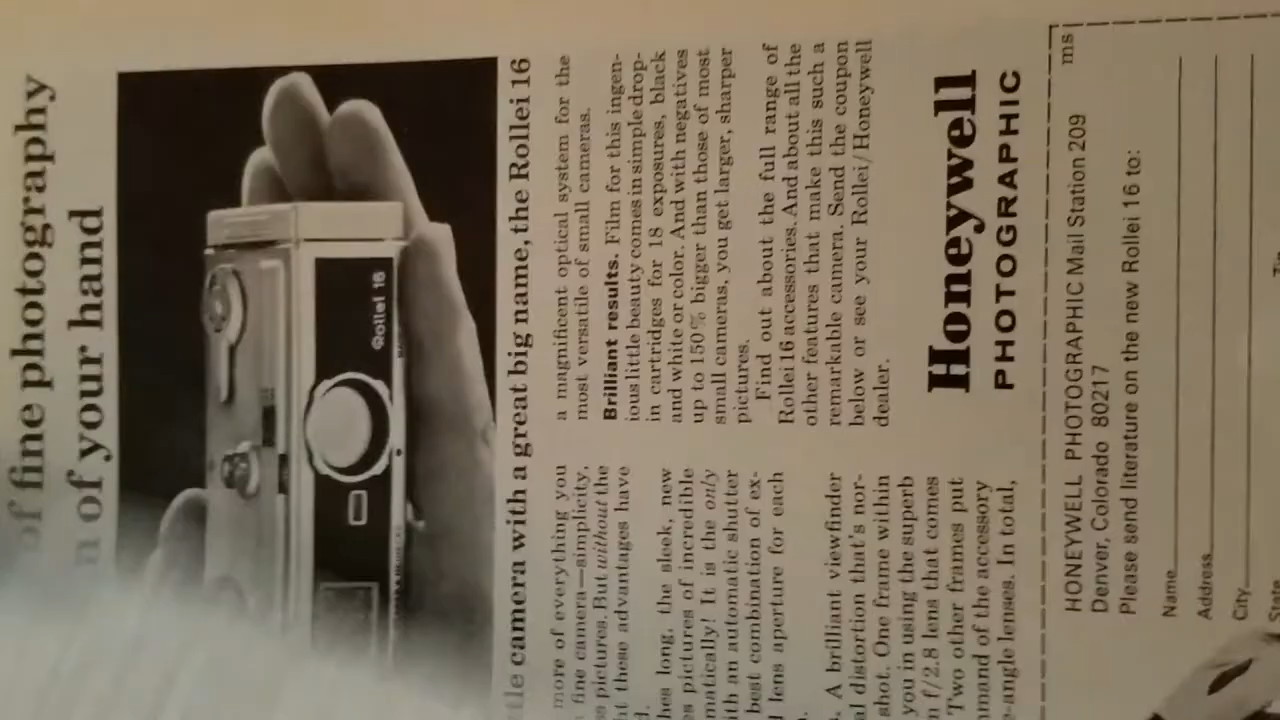 of fine photography
of your hand
camera with a great big name, the Rollei 16
Rollei 16
more of everything you
fine camera—simplicity,
pictures. But without the
these advantages have
long, the sleek, new
pictures of incredible
It is the only
an automatic shutter
best combination of ex-
lens aperture for each
A brilliant viewfinder
distortion that's nor-
shot. One frame within
you in using the superb
f/2.8 lens that comes
Two other frames put
of the accessory
-angle lenses. In total,
a magnificent optical system for the
most versatile of small cameras.
Brilliant results. Film for this ingen-
ious little beauty comes in simple drop-
in cartridges for 18 exposures, black
and white or color. And with negatives
up to 150% bigger than those of most
small cameras, you get larger, sharper
pictures.
Find out about the full range of
Rollei 16 accessories. And about all the
other features that make this such a
remarkable camera. Send the coupon
below or see your Rollei/Honeywell
dealer.
Honeywell
PHOTOGRAPHIC
ms
HONEYWELL PHOTOGRAPHIC Mail Station 209
Denver, Colorado 80217
Please send literature on the new Rollei 16 to:
Name
Address
City
State